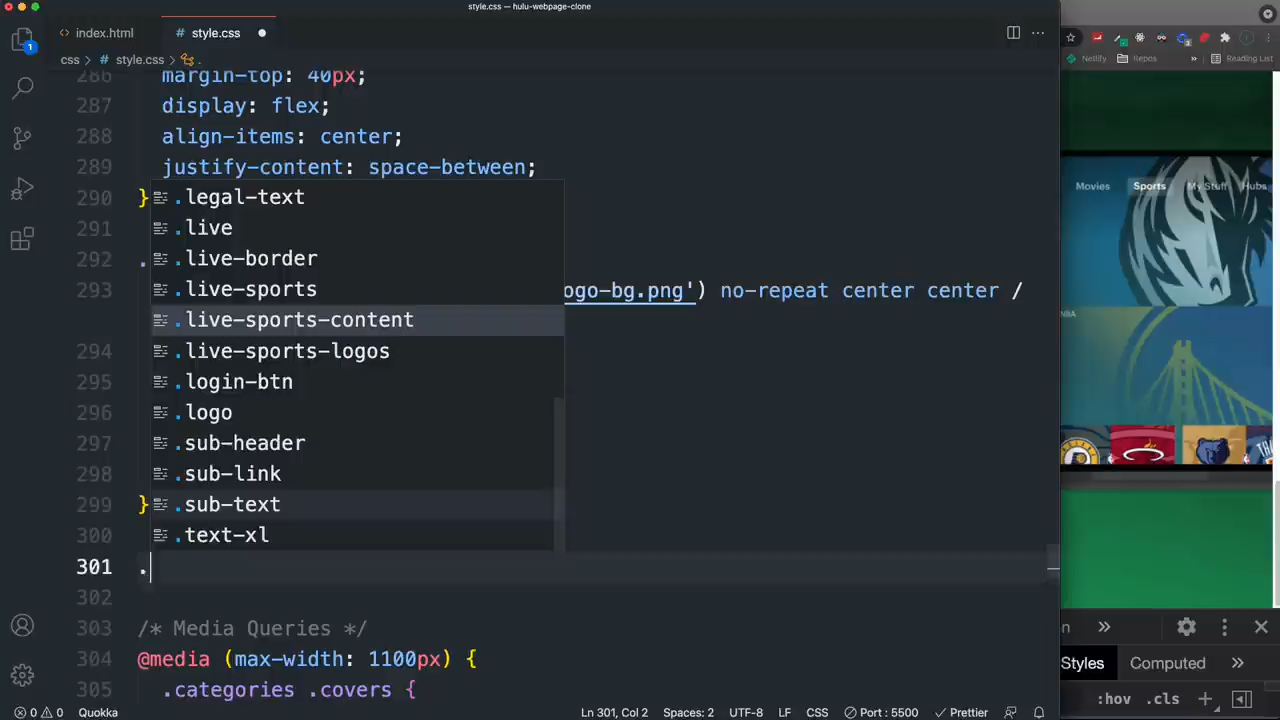 style.css — hulu-webpage-clone
index.html
# style.css
css > # style.css > .
286 margin-top: 40px;
287 display: flex;
288 align-items: center;
289 justify-content: space-between;
290 }
291
292 .
293 ogo-bg.png') no-repeat center center /
294
295
296
297
298
299 }
300
301 .
302
303 /* Media Queries */
304 @media (max-width: 1100px) {
305 .categories .covers {
.legal-text
.live
.live-border
.live-sports
.live-sports-content
.live-sports-logos
.login-btn
.logo
.sub-header
.sub-link
.sub-text
.text-xl
1
0 0 Quokka Ln 301, Col 2 Spaces: 2 UTF-8 LF CSS Port : 5500 Prettier
Netlify Repos » Reading List
Movies Sports My Stuff Hubs
NBA
»
Styles Computed »
:hov .cls +